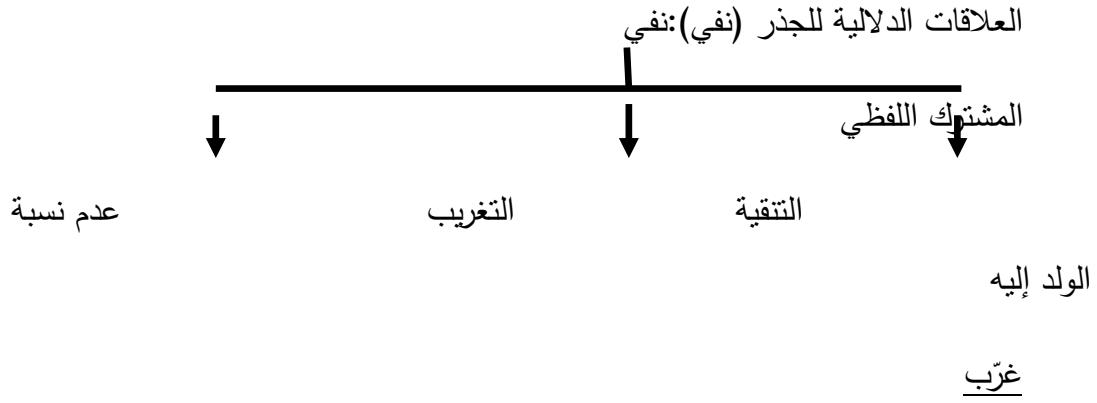 العلاقات الدلالية للجذر (نفي):نفي
المشترك اللفظي
التنقية التغريب عدم نسبة
الولد إليه
غرّب